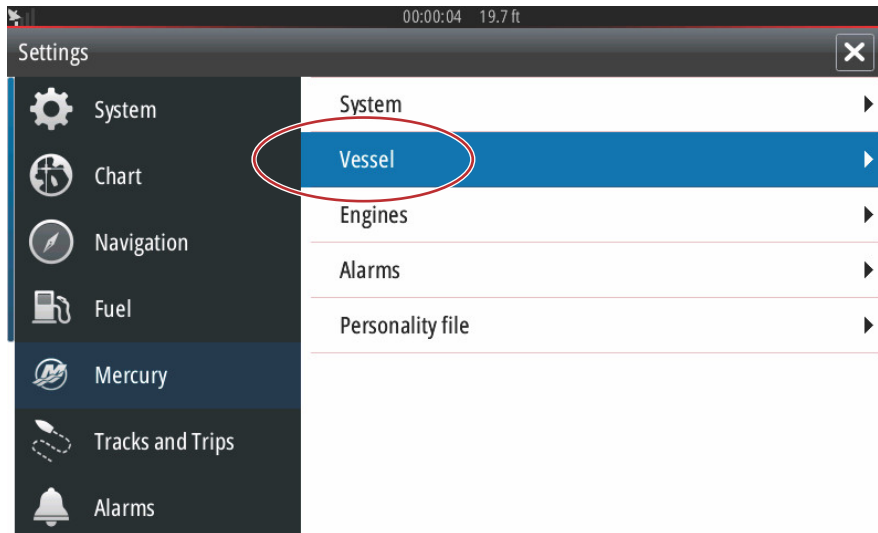 00:00:04 19.7 ft
Settings
System
Chart
Navigation
Fuel
Mercury
Tracks and Trips
Alarms
System
Vessel
Engines
Alarms
Personality file